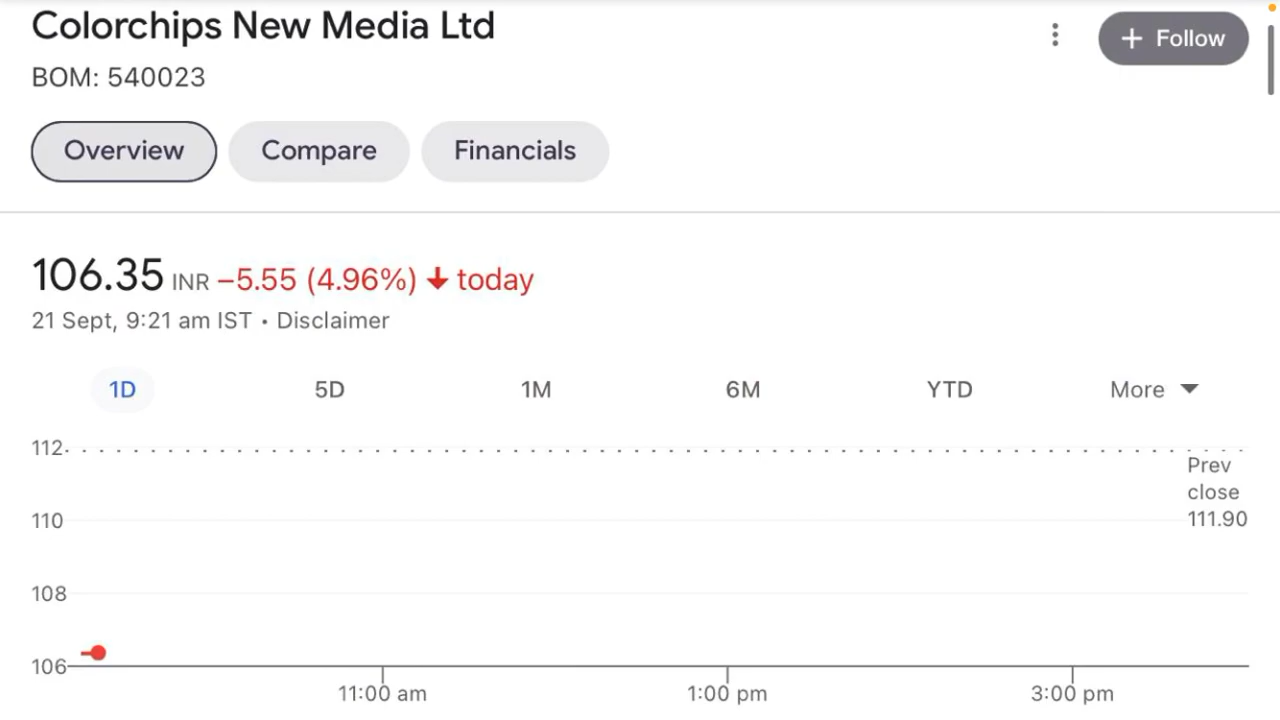 Colorchips New Media Ltd
+ Follow
BOM: 540023
Overview Compare Financials
106.35 INR −5.55 (4.96%) ↓ today
21 Sept, 9:21 am IST • Disclaimer
1D 5D 1M 6M YTD More
112
Prev
close
111.90
110
108
106
11:00 am 1:00 pm 3:00 pm